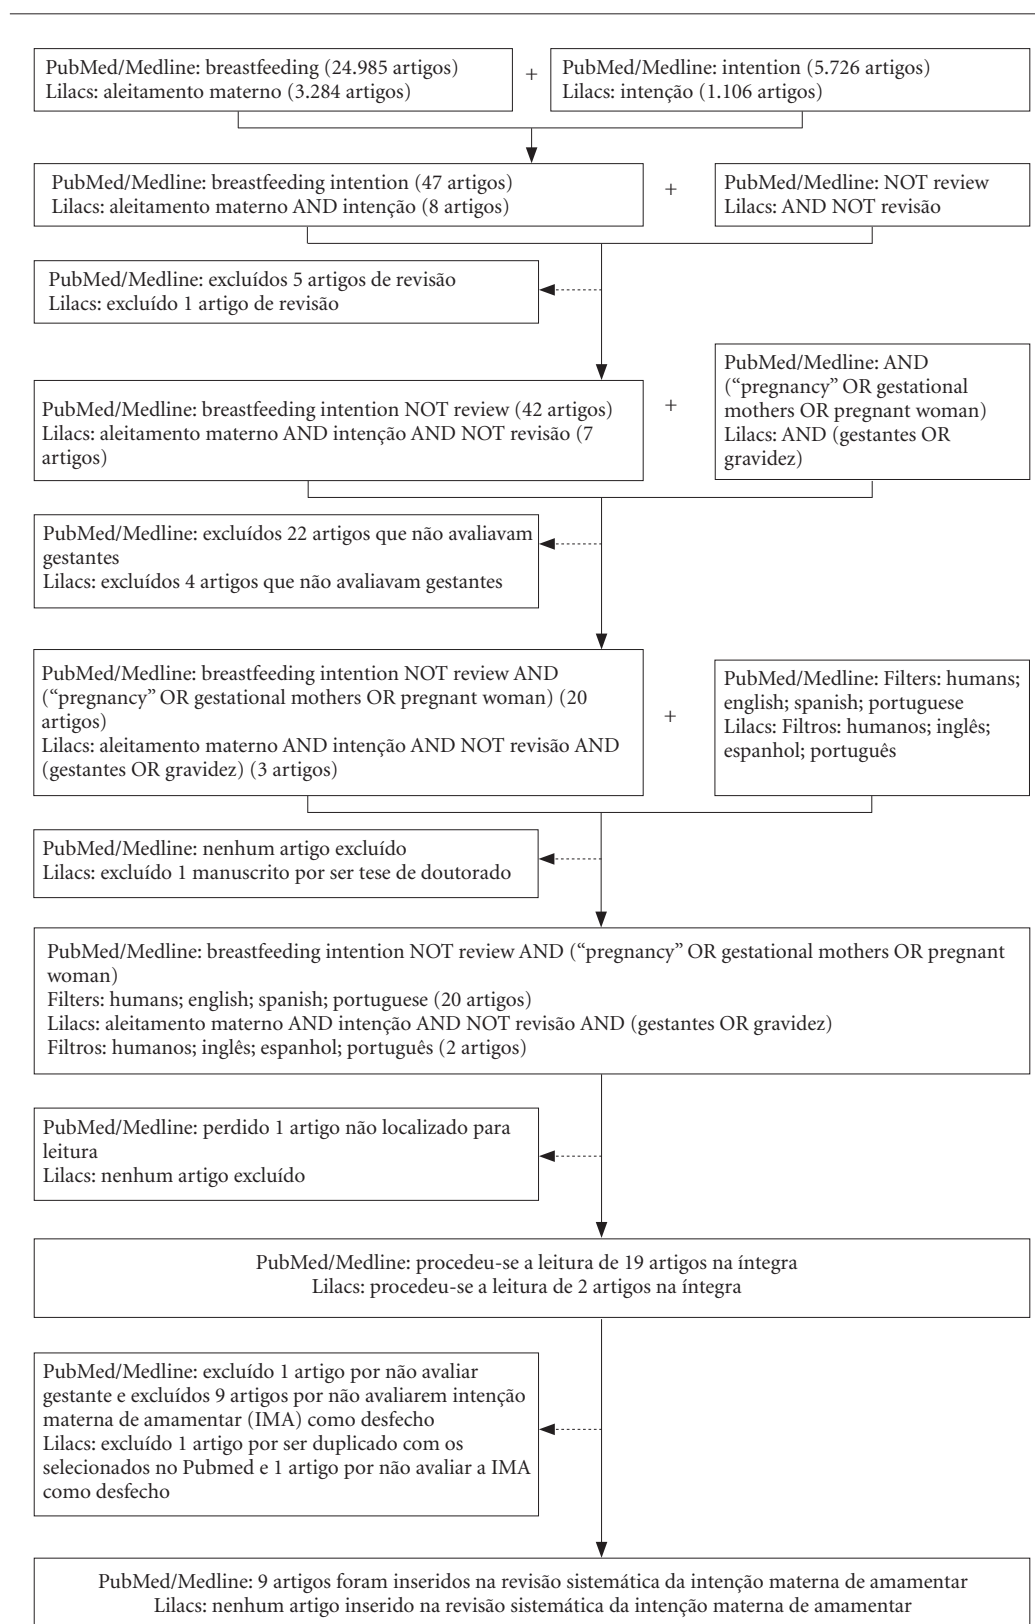 PubMed/Medline: breastfeeding (24.985 artigos)
Lilacs: aleitamento materno (3.284 artigos)
+
PubMed/Medline: intention (5.726 artigos)
Lilacs: intenção (1.106 artigos)
PubMed/Medline: breastfeeding intention (47 artigos)
Lilacs: aleitamento materno AND intenção (8 artigos)
+
PubMed/Medline: NOT review
Lilacs: AND NOT revisão
PubMed/Medline: excluídos 5 artigos de revisão
Lilacs: excluído 1 artigo de revisão
PubMed/Medline: breastfeeding intention NOT review (42 artigos)
Lilacs: aleitamento materno AND intenção AND NOT revisão (7
artigos)
+
PubMed/Medline: AND
(“pregnancy” OR gestational
mothers OR pregnant woman)
Lilacs: AND (gestantes OR
gravidez)
PubMed/Medline: excluídos 22 artigos que não avaliavam
gestantes
Lilacs: excluídos 4 artigos que não avaliavam gestantes
PubMed/Medline: breastfeeding intention NOT review AND
(“pregnancy” OR gestational mothers OR pregnant woman) (20
artigos)
Lilacs: aleitamento materno AND intenção AND NOT revisão AND
(gestantes OR gravidez) (3 artigos)
+
PubMed/Medline: Filters: humans;
english; spanish; portuguese
Lilacs: Filtros: humanos; inglês;
espanhol; português
PubMed/Medline: nenhum artigo excluído
Lilacs: excluído 1 manuscrito por ser tese de doutorado
PubMed/Medline: breastfeeding intention NOT review AND (“pregnancy” OR gestational mothers OR pregnant
woman)
Filters: humans; english; spanish; portuguese (20 artigos)
Lilacs: aleitamento materno AND intenção AND NOT revisão AND (gestantes OR gravidez)
Filtros: humanos; inglês; espanhol; português (2 artigos)
PubMed/Medline: perdido 1 artigo não localizado para
leitura
Lilacs: nenhum artigo excluído
PubMed/Medline: procedeu-se a leitura de 19 artigos na íntegra
Lilacs: procedeu-se a leitura de 2 artigos na íntegra
PubMed/Medline: excluído 1 artigo por não avaliar
gestante e excluídos 9 artigos por não avaliarem intenção
materna de amamentar (IMA) como desfecho
Lilacs: excluído 1 artigo por ser duplicado com os
selecionados no Pubmed e 1 artigo por não avaliar a IMA
como desfecho
PubMed/Medline: 9 artigos foram inseridos na revisão sistemática da intenção materna de amamentar
Lilacs: nenhum artigo inserido na revisão sistemática da intenção materna de amamentar